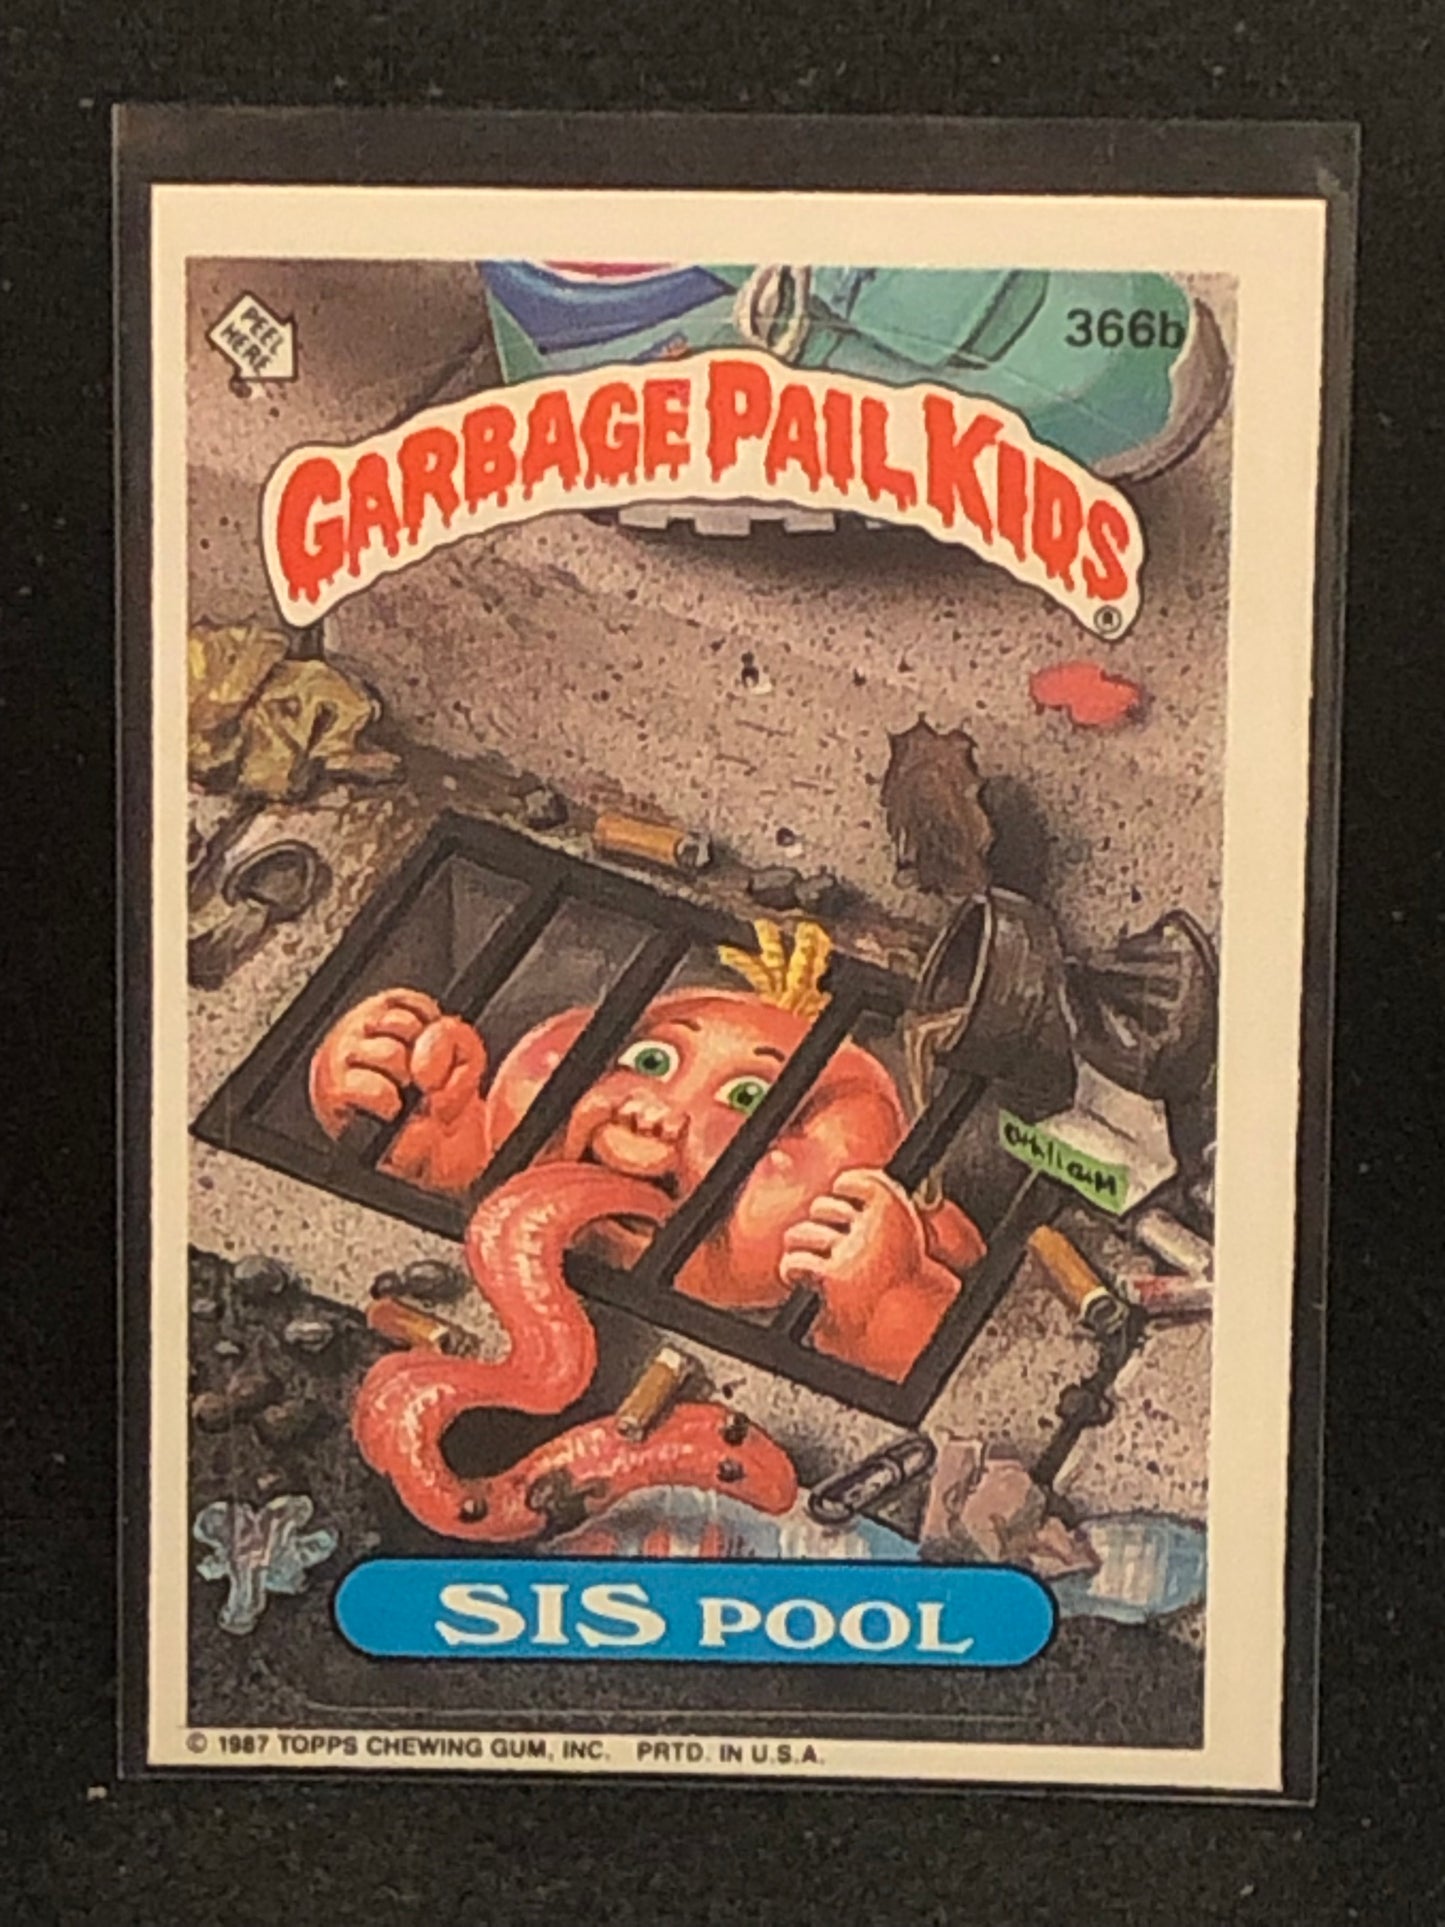 PEEL
HERE
366b
GARBAGE PAIL KIDS
®
SIS POOL
© 1987 TOPPS CHEWING GUM, INC. PRTD. IN U.S.A.